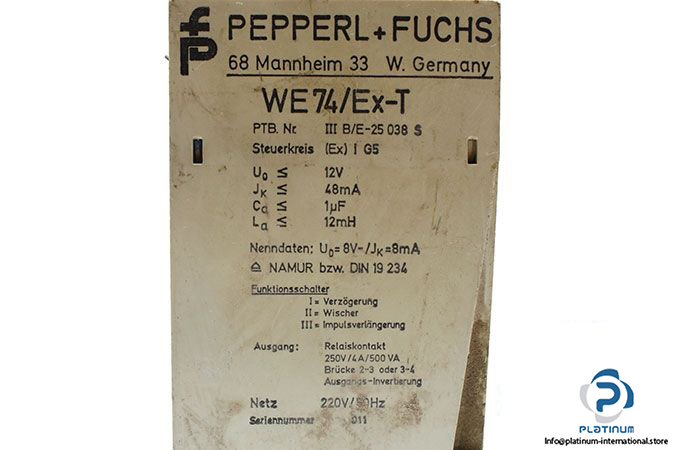 PEPPERL+FUCHS
68 Mannheim 33 W. Germany
WE74/Ex-T
PTB. Nr. III B/E-25 038 S
Steuerkreis (Ex) I G5
U₀ ≤ 12V
Jₖ ≤ 48mA
Cₐ ≤ 1µF
Lₐ ≤ 12mH
Nenndaten: U₀=8V-/Jₖ=8mA
≙ NAMUR bzw. DIN 19 234
Funktionsschalter
I = Verzögerung
II = Wischer
III = Impulsverlängerung
Ausgang: Relaiskontakt
250V/4A/500 VA
Brücke 2-3 oder 3-4
Ausgangs-Invertierung
Netz 220V/50Hz
Seriennummer 011
PLATINUM
INTERNATIONAL
Info@platinum-international.store